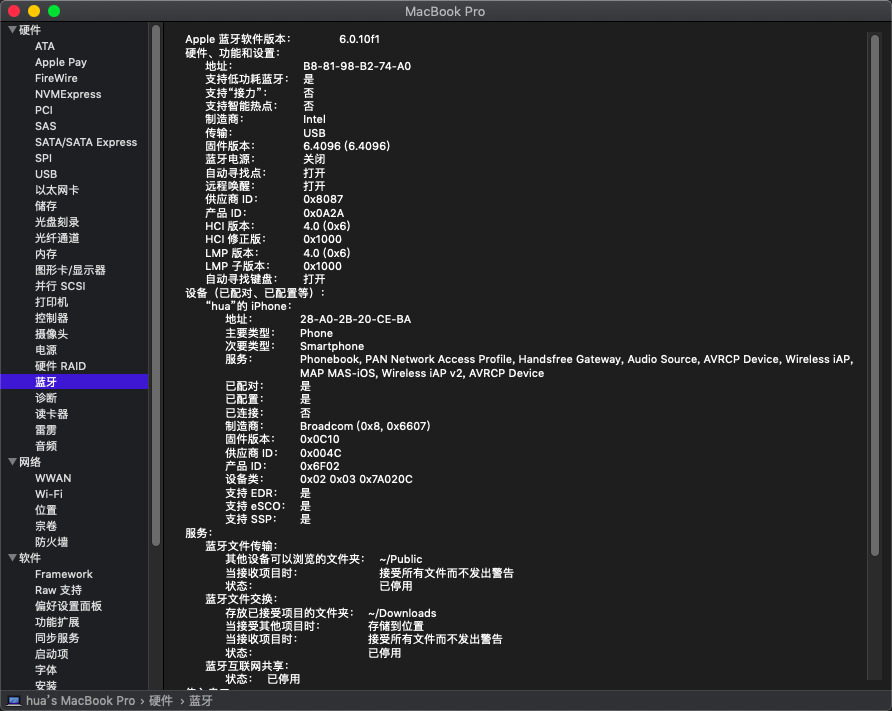 MacBook Pro
硬件
ATA
Apple Pay
FireWire
NVMExpress
PCI
SAS
SATA/SATA Express
SPI
USB
以太网卡
储存
光盘刻录
光纤通道
内存
图形卡/显示器
并行 SCSI
打印机
控制器
摄像头
电源
硬件 RAID
蓝牙
诊断
读卡器
雷雳
音频
网络
WWAN
Wi-Fi
位置
宗卷
防火墙
软件
Framework
Raw 支持
偏好设置面板
功能扩展
同步服务
启动项
字体
安装
Apple 蓝牙软件版本： 6.0.10f1
硬件、功能和设置：
地址： B8-81-98-B2-74-A0
支持低功耗蓝牙： 是
支持“接力”： 否
支持智能热点： 否
制造商： Intel
传输： USB
固件版本： 6.4096 (6.4096)
蓝牙电源： 关闭
自动寻找点： 打开
远程唤醒： 打开
供应商 ID： 0x8087
产品 ID： 0x0A2A
HCI 版本： 4.0 (0x6)
HCI 修正版： 0x1000
LMP 版本： 4.0 (0x6)
LMP 子版本： 0x1000
自动寻找键盘： 打开
设备（已配对、已配置等）：
“hua”的 iPhone：
地址： 28-A0-2B-20-CE-BA
主要类型： Phone
次要类型： Smartphone
服务： Phonebook, PAN Network Access Profile, Handsfree Gateway, Audio Source, AVRCP Device, Wireless iAP,
MAP MAS-iOS, Wireless iAP v2, AVRCP Device
已配对： 是
已配置： 是
已连接： 否
制造商： Broadcom (0x8, 0x6607)
固件版本： 0x0C10
供应商 ID： 0x004C
产品 ID： 0x6F02
设备类： 0x02 0x03 0x7A020C
支持 EDR： 是
支持 eSCO： 是
支持 SSP： 是
服务：
蓝牙文件传输：
其他设备可以浏览的文件夹： ~/Public
当接收项目时： 接受所有文件而不发出警告
状态： 已停用
蓝牙文件交换：
存放已接受项目的文件夹： ~/Downloads
当接受其他项目时： 存储到位置
当接收项目时： 接受所有文件而不发出警告
状态： 已停用
蓝牙互联网共享：
状态： 已停用
hua's MacBook Pro › 硬件 › 蓝牙